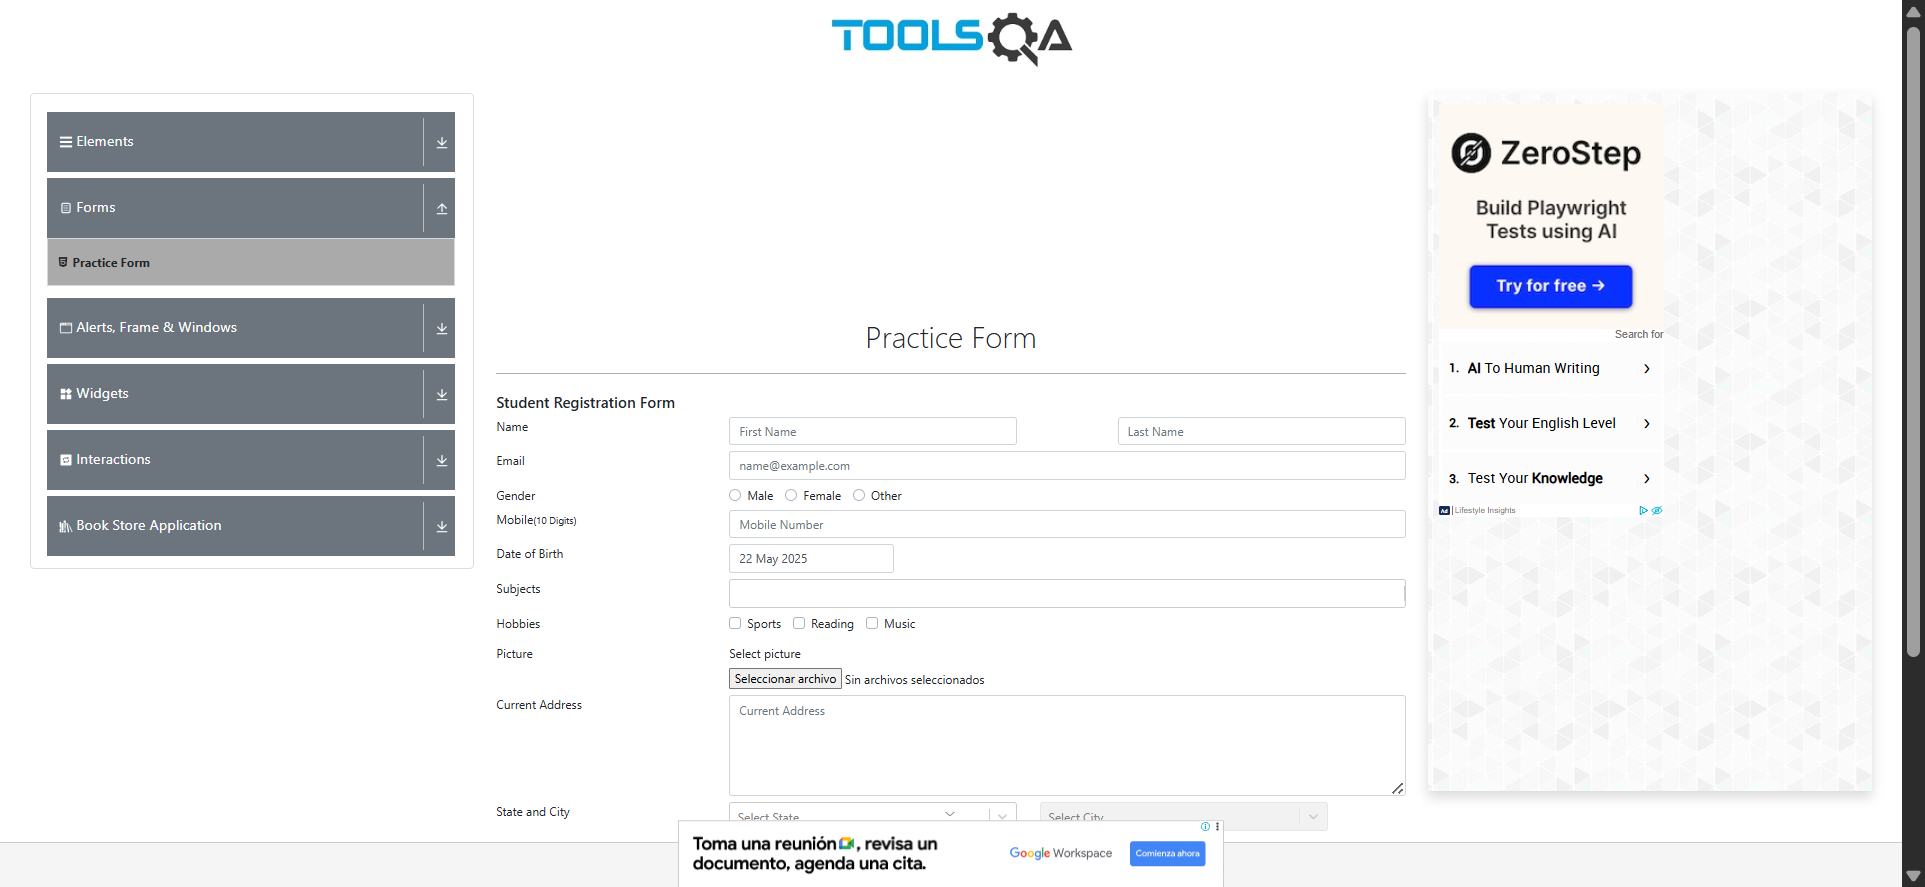 TOOLSQA
Elements
Forms
Practice Form
Alerts, Frame & Windows
Widgets
Interactions
Book Store Application
Practice Form
Student Registration Form
Name
First Name
Last Name
Email
name@example.com
Gender
Male
Female
Other
Mobile(10 Digits)
Mobile Number
Date of Birth
22 May 2025
Subjects
Hobbies
Sports
Reading
Music
Picture
Select picture
Seleccionar archivo Sin archivos seleccionados
Current Address
Current Address
State and City
Select State
Select City
ZeroStep
Build Playwright
Tests using AI
Try for free →
Search for
1. AI To Human Writing
2. Test Your English Level
3. Test Your Knowledge
Ad Lifestyle Insights
Toma una reunión, revisa un
documento, agenda una cita.
Google Workspace
Comienza ahora